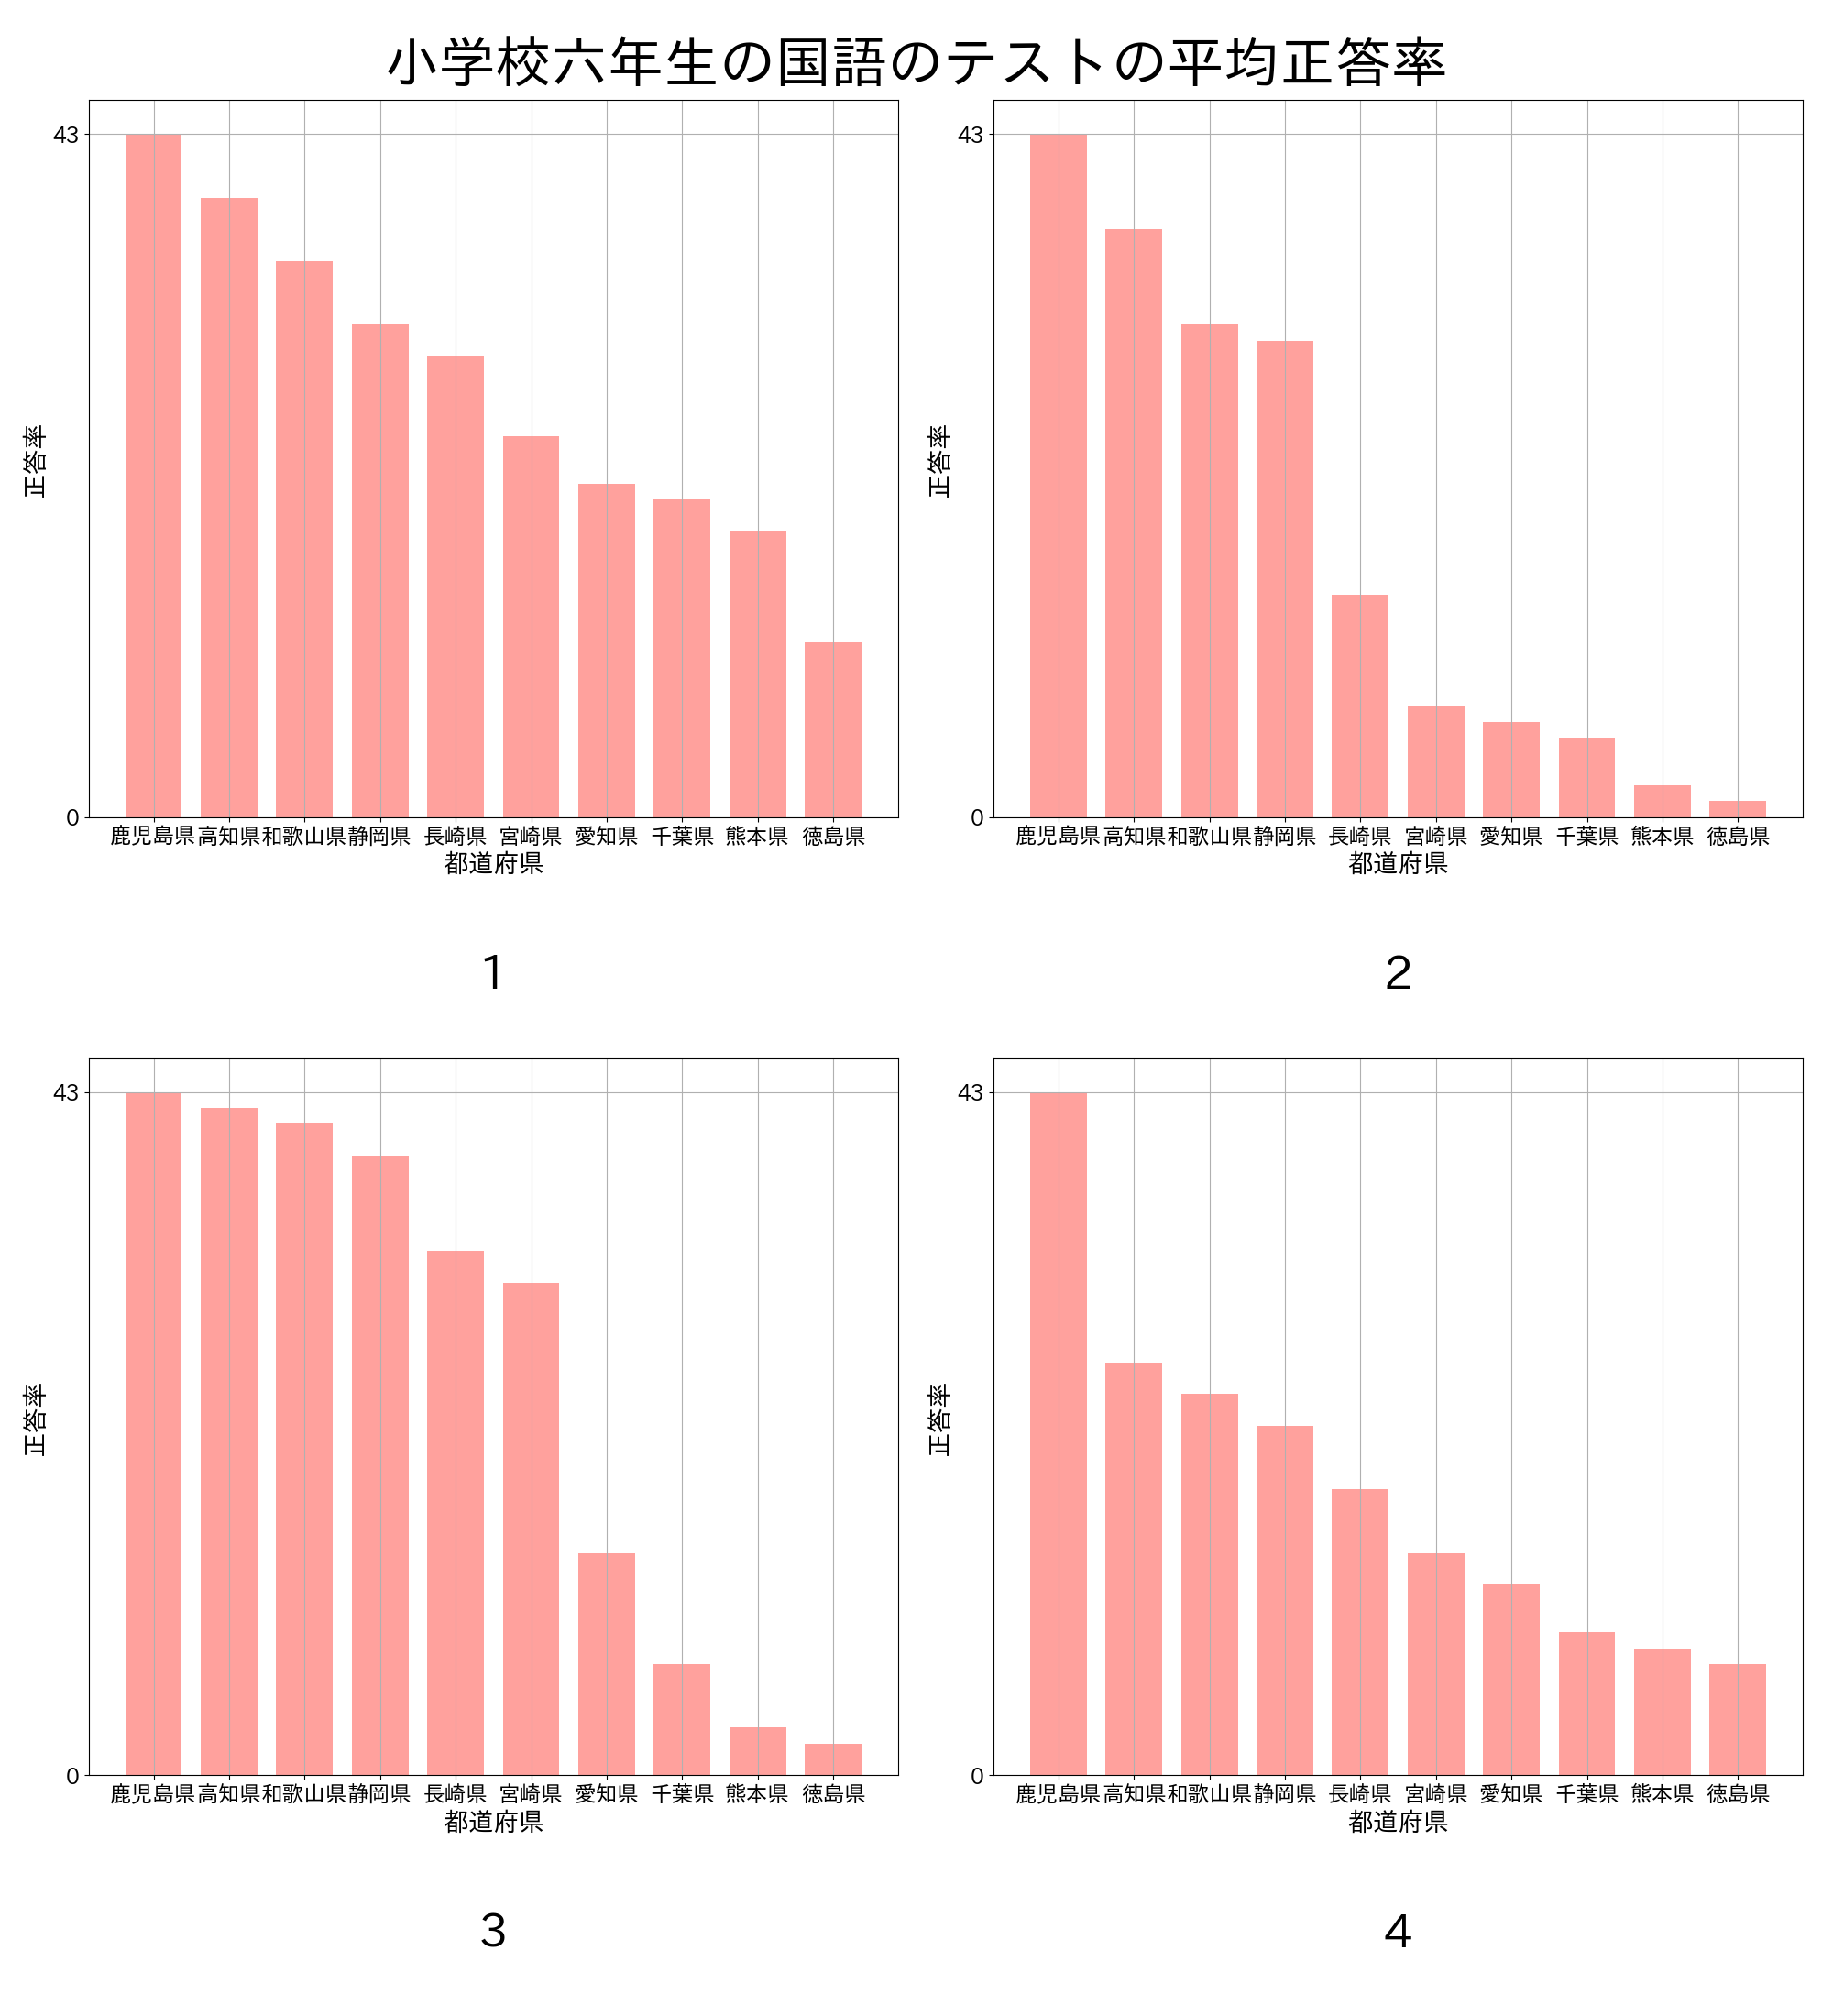 小学校六年生の国語のテストの平均正答率
43
0
正答率
鹿児島県 高知県 和歌山県 静岡県 長崎県 宮崎県 愛知県 千葉県 熊本県 徳島県
都道府県
1
43
0
正答率
鹿児島県 高知県 和歌山県 静岡県 長崎県 宮崎県 愛知県 千葉県 熊本県 徳島県
都道府県
2
43
0
正答率
鹿児島県 高知県 和歌山県 静岡県 長崎県 宮崎県 愛知県 千葉県 熊本県 徳島県
都道府県
3
43
0
正答率
鹿児島県 高知県 和歌山県 静岡県 長崎県 宮崎県 愛知県 千葉県 熊本県 徳島県
都道府県
4